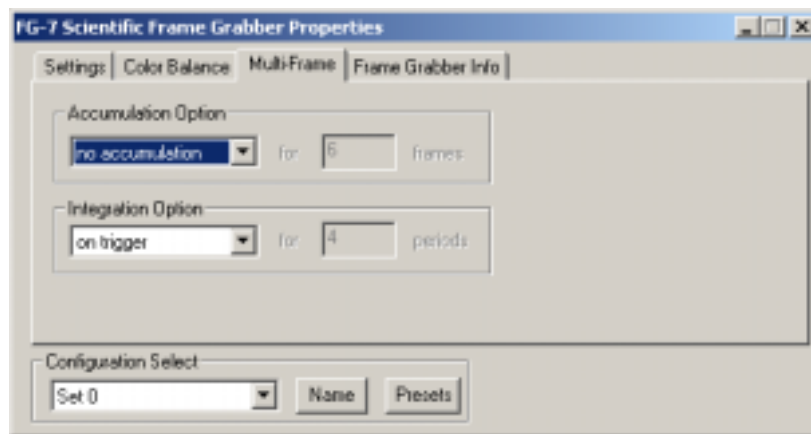 FG-7 Scientific Frame Grabber Properties
Settings Color Balance Multi-Frame Frame Grabber Info
Accumulation Option
no accumulation for 6 frames
Integration Option
on trigger for 4 periods
Configuration Select
Set 0 Name Presets